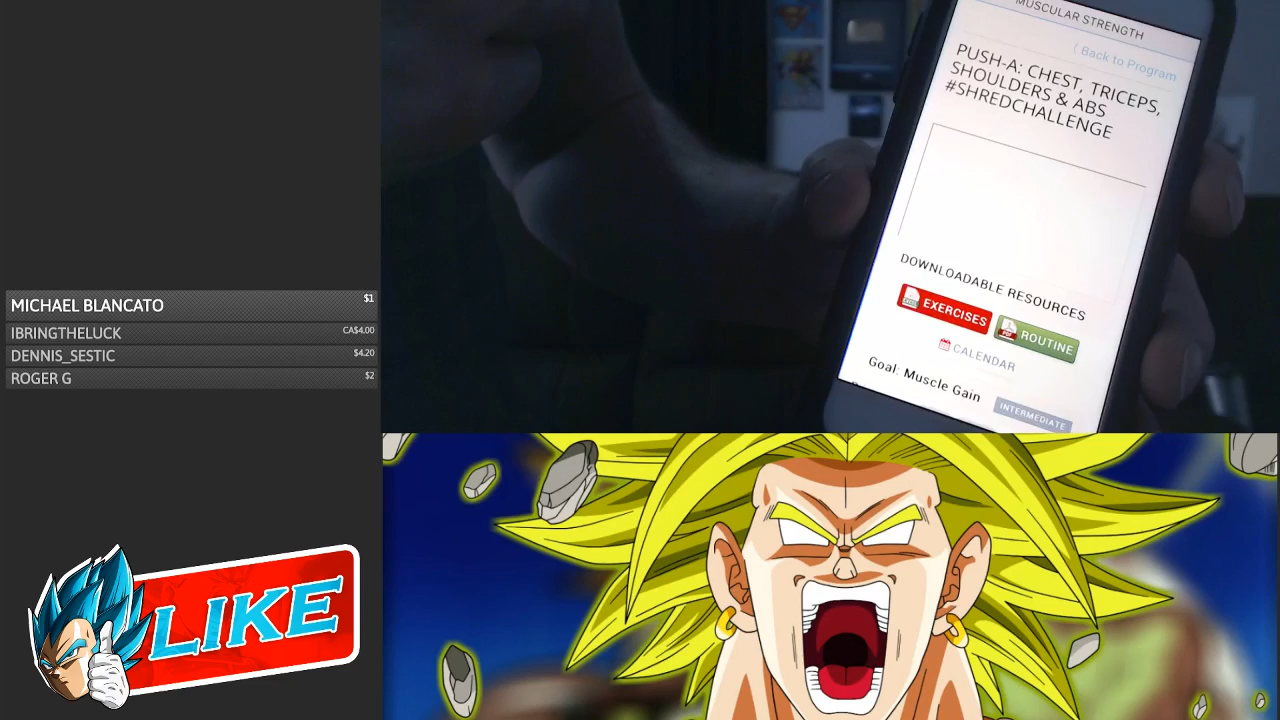 MICHAEL BLANCATO $1
IBRINGTHELUCK CA$4.00
DENNIS_SESTIC $4.20
ROGER G $2
LIKE
MUSCULAR STRENGTH
Back to Program
PUSH-A: CHEST, TRICEPS,
SHOULDERS & ABS
#SHREDCHALLENGE
DOWNLOADABLE RESOURCES
EXERCISES
PDF ROUTINE
CALENDAR
Goal: Muscle Gain
INTERMEDIATE